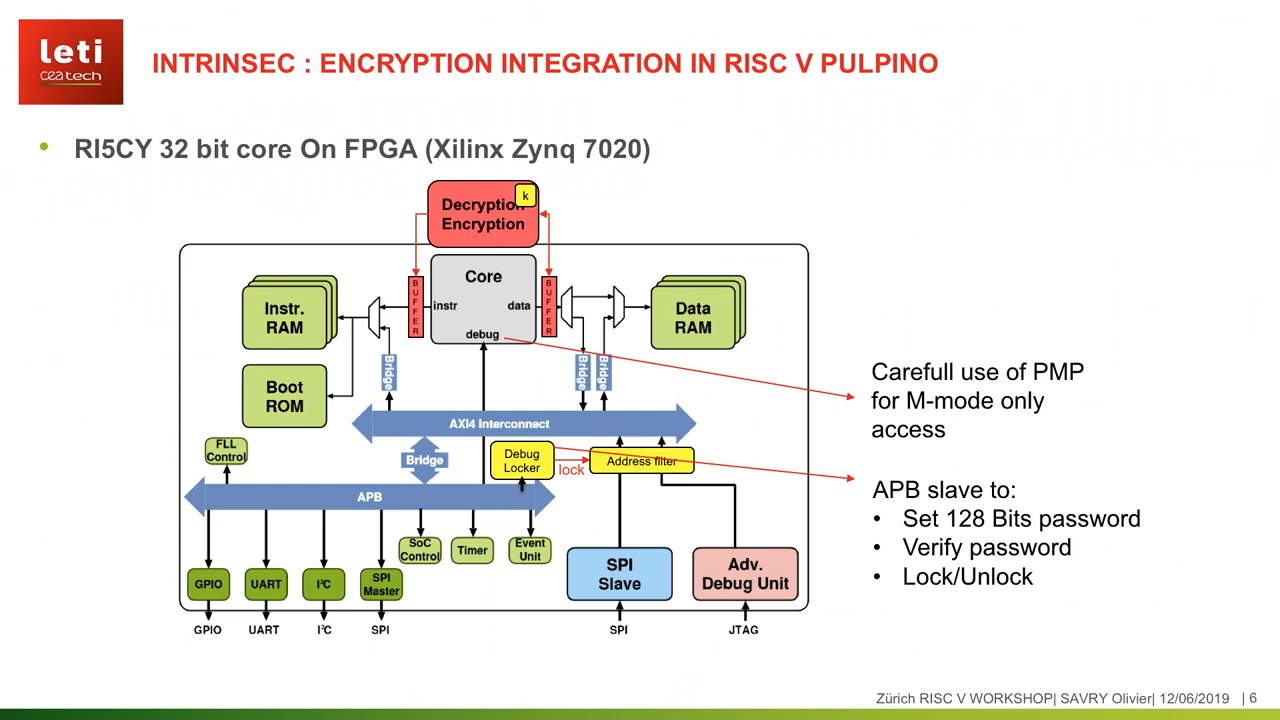 leti
cea tech
INTRINSEC : ENCRYPTION INTEGRATION IN RISC V PULPINO
• RI5CY 32 bit core On FPGA (Xilinx Zynq 7020)
k
Decryption
Encryption
Core
instr
data
debug
BUFFER
BUFFER
Instr.
RAM
Data
RAM
Boot
ROM
Bridge
Bridge
Bridge
AXI4 Interconnect
FLL
Control
Bridge
Debug
Locker
lock
Address filter
APB
SoC
Control
Timer
Event
Unit
GPIO
UART
I²C
SPI
Master
SPI
Slave
Adv.
Debug Unit
GPIO
UART
I²C
SPI
SPI
JTAG
Carefull use of PMP
for M-mode only
access
APB slave to:
• Set 128 Bits password
• Verify password
• Lock/Unlock
Zürich RISC V WORKSHOP| SAVRY Olivier| 12/06/2019 | 6